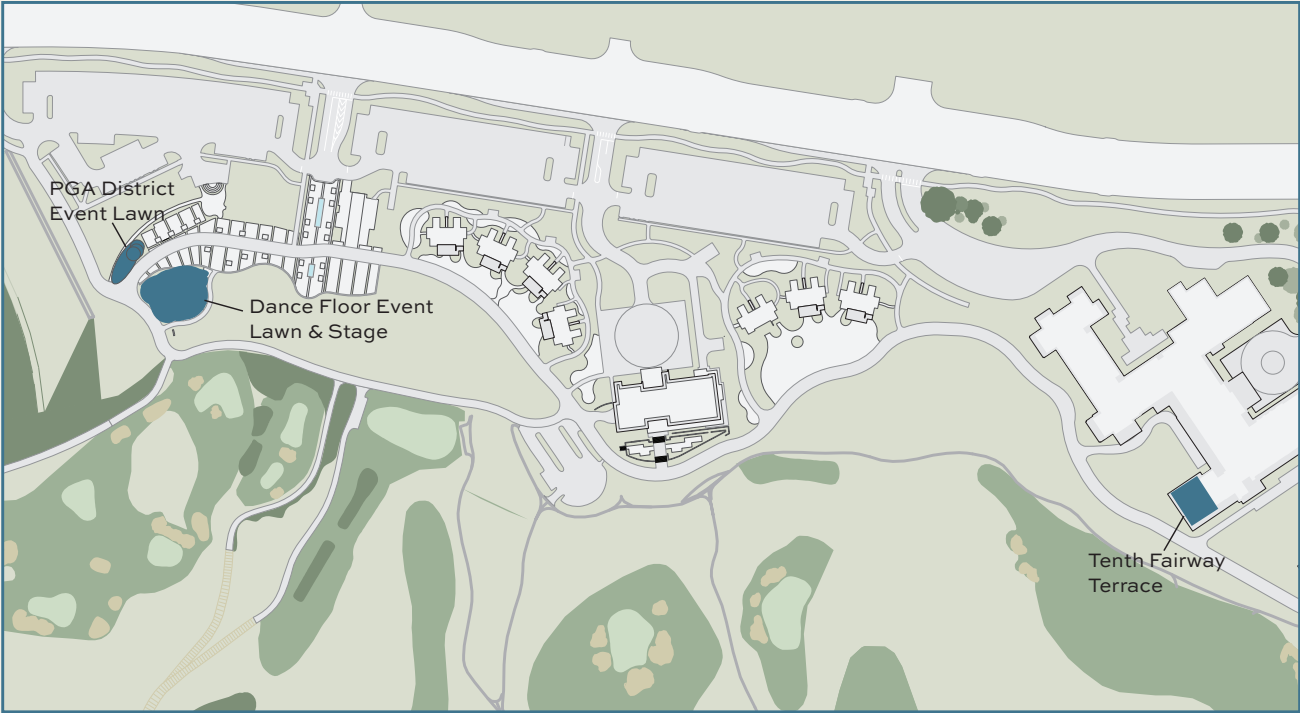 PGA District
Event Lawn
Dance Floor Event
Lawn & Stage
Tenth Fairway
Terrace